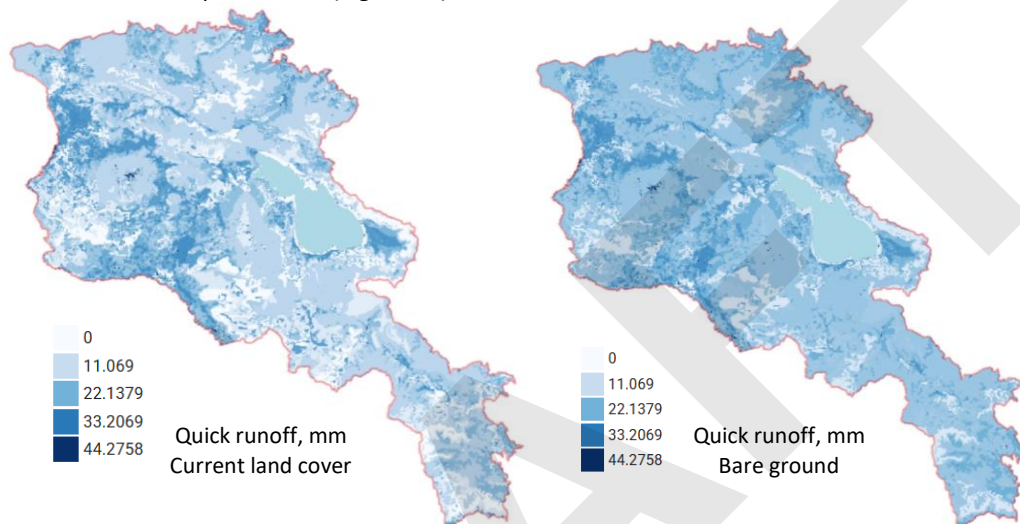 0
11.069
22.1379
33.2069
44.2758
Quick runoff, mm
Current land cover
0
11.069
22.1379
33.2069
44.2758
Quick runoff, mm
Bare ground